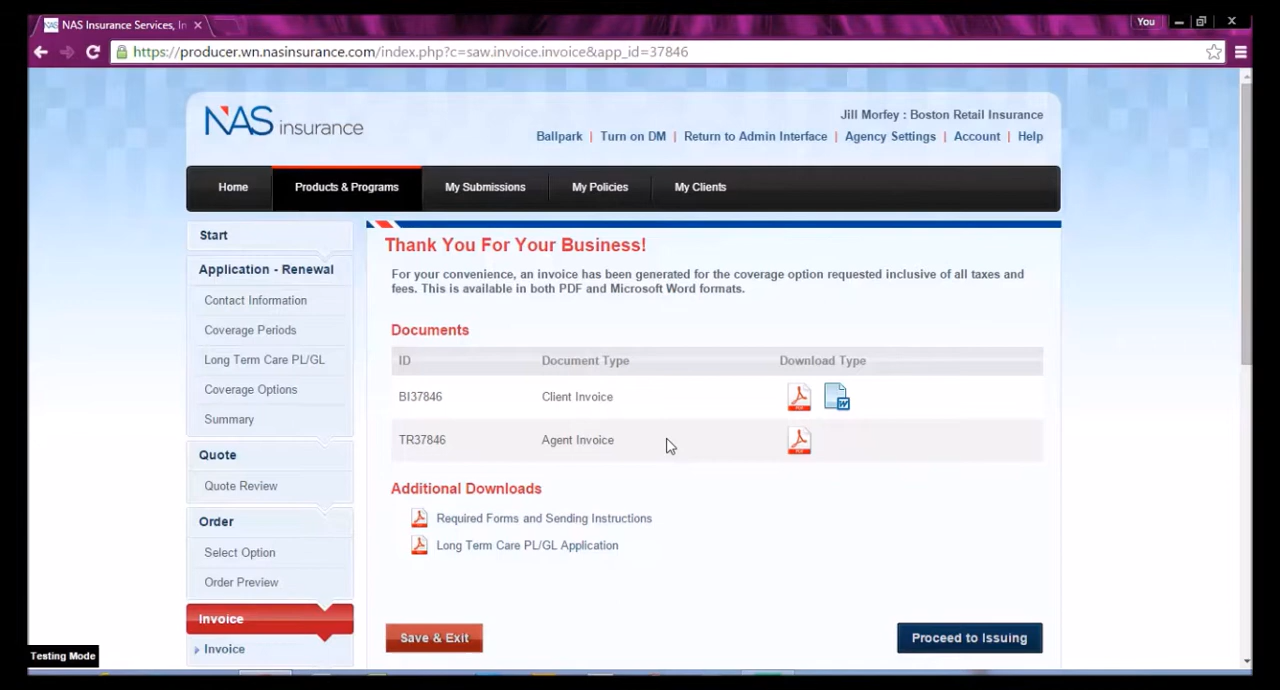 NAS Insurance Services, In
You
https://producer.wn.nasinsurance.com/index.php?c=saw.invoice.invoice&app_id=37846
NAS insurance
Jill Morfey : Boston Retail Insurance
Ballpark | Turn on DM | Return to Admin Interface | Agency Settings | Account | Help
Home Products & Programs My Submissions My Policies My Clients
Start
Application - Renewal
Contact Information
Coverage Periods
Long Term Care PL/GL
Coverage Options
Summary
Quote
Quote Review
Order
Select Option
Order Preview
Invoice
Invoice
Thank You For Your Business!
For your convenience, an invoice has been generated for the coverage option requested inclusive of all taxes and
fees. This is available in both PDF and Microsoft Word formats.
Documents
ID Document Type Download Type
BI37846 Client Invoice
TR37846 Agent Invoice
Additional Downloads
Required Forms and Sending Instructions
Long Term Care PL/GL Application
Save & Exit
Proceed to Issuing
Testing Mode